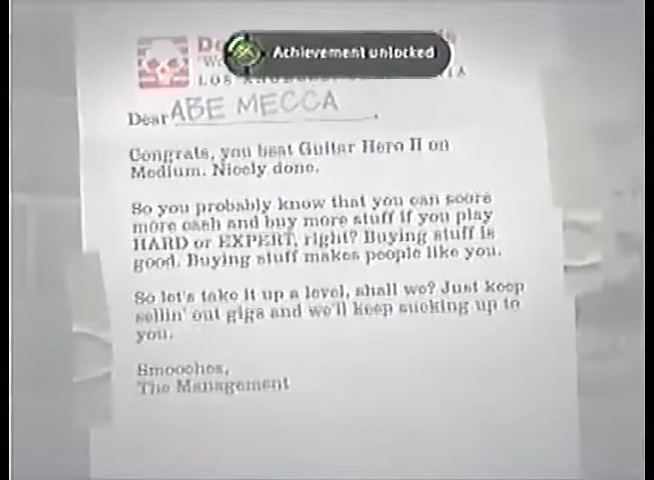 Achievement unlocked
Dear ABE MECCA.
Congrats, you beat Guitar Hero II on
Medium. Nicely done.
So you probably know that you can score
more cash and buy more stuff if you play
HARD or EXPERT, right? Buying stuff is
good. Buying stuff makes people like you.
So let's take it up a level, shall we? Just keep
sellin' out gigs and we'll keep sucking up to
you.
Smooches,
The Management